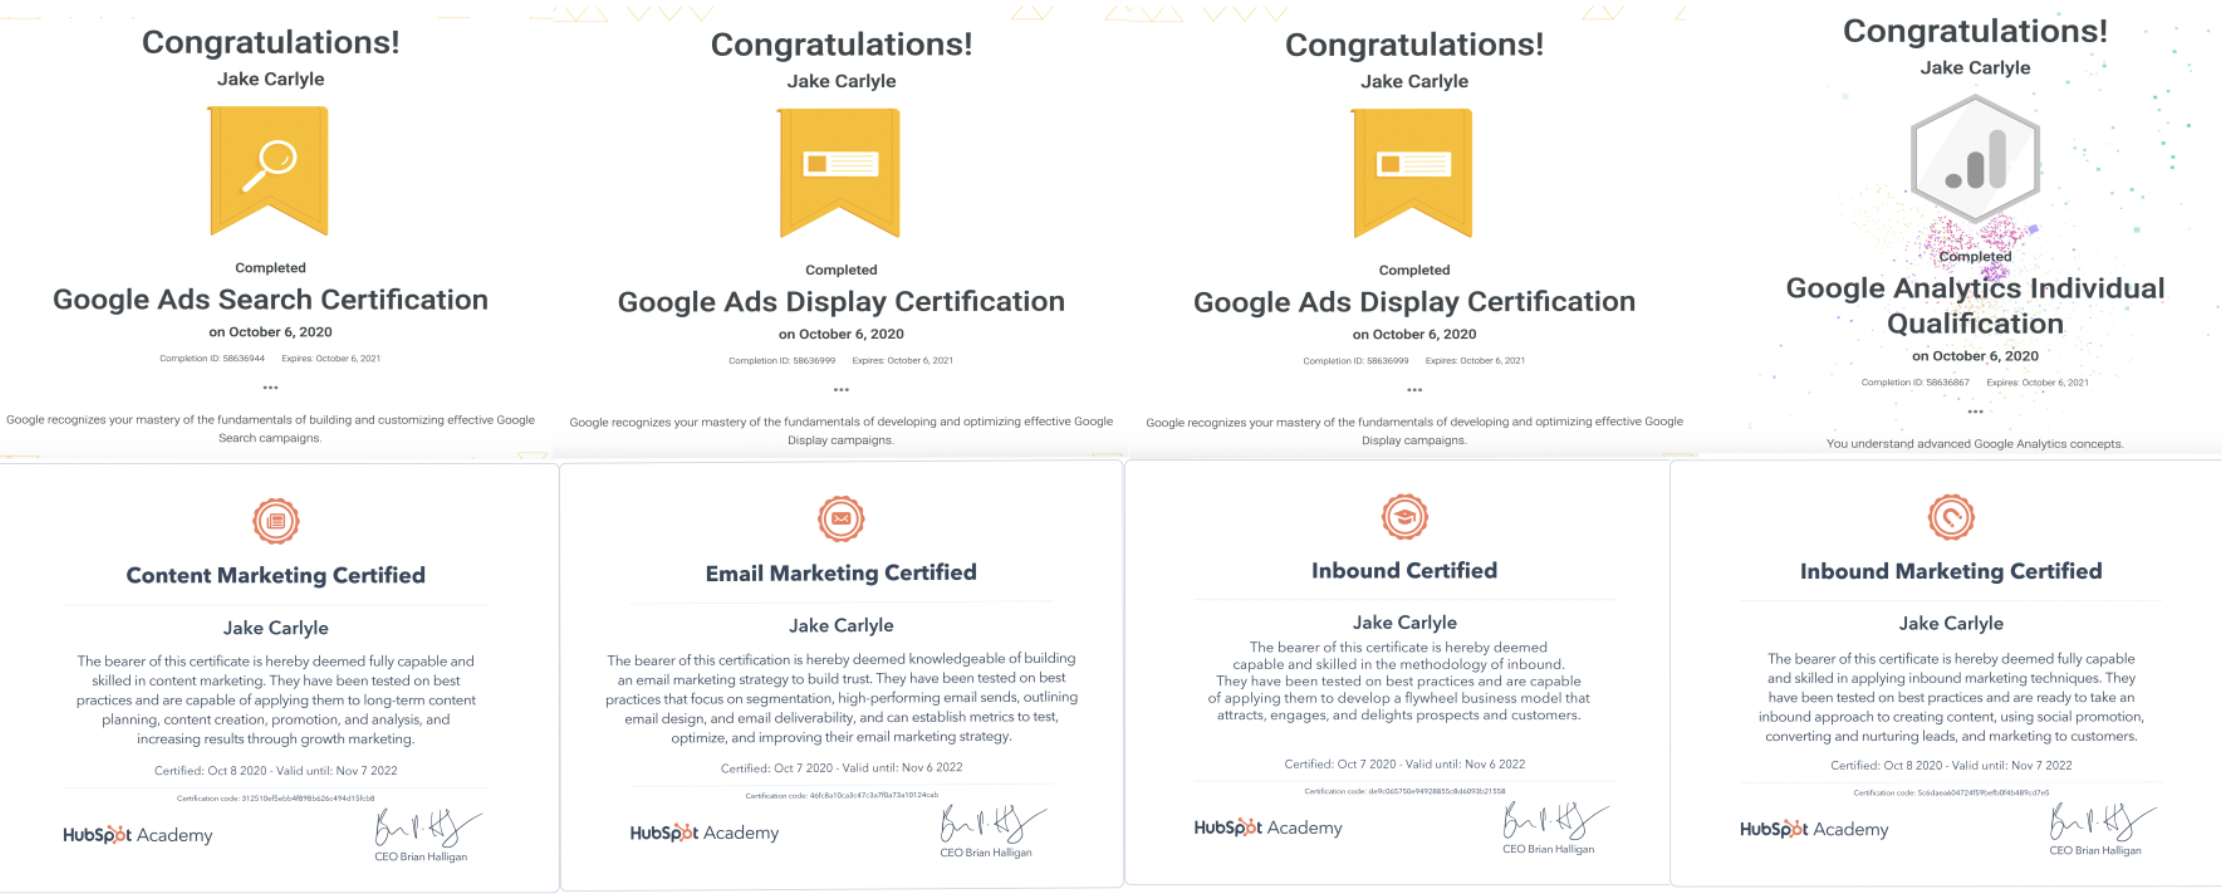 Congratulations!
Jake Carlyle
Completed
Google Ads Search Certification
on October 6, 2020
Completion ID: 58636944 Expires: October 6, 2021
•••
Google recognizes your mastery of the fundamentals of building and customizing effective Google
Search campaigns.
Congratulations!
Jake Carlyle
Completed
Google Ads Display Certification
on October 6, 2020
Completion ID: 58636999 Expires: October 6, 2021
•••
Google recognizes your mastery of the fundamentals of developing and optimizing effective Google
Display campaigns.
Congratulations!
Jake Carlyle
Completed
Google Ads Display Certification
on October 6, 2020
Completion ID: 58636999 Expires: October 6, 2021
•••
Google recognizes your mastery of the fundamentals of developing and optimizing effective Google
Display campaigns.
Congratulations!
Jake Carlyle
Completed
Google Analytics Individual
Qualification
on October 6, 2020
Completion ID: 58636867 Expires: October 6, 2021
•••
You understand advanced Google Analytics concepts.
Content Marketing Certified
Jake Carlyle
The bearer of this certificate is hereby deemed fully capable and
skilled in content marketing. They have been tested on best
practices and are capable of applying them to long-term content
planning, content creation, promotion, and analysis, and
increasing results through growth marketing.
Certified: Oct 8 2020 - Valid until: Nov 7 2022
Certification code:
HubSpot Academy
CEO Brian Halligan
Email Marketing Certified
Jake Carlyle
The bearer of this certification is hereby deemed knowledgeable of building
an email marketing strategy to build trust. They have been tested on best
practices that focus on segmentation, high-performing email sends, outlining
email design, and email deliverability, and can establish metrics to test,
optimize, and improving their email marketing strategy.
Certified: Oct 7 2020 - Valid until: Nov 6 2022
Certification code:
HubSpot Academy
CEO Brian Halligan
Inbound Certified
Jake Carlyle
The bearer of this certificate is hereby deemed
capable and skilled in the methodology of inbound.
They have been tested on best practices and are capable
of applying them to develop a flywheel business model that
attracts, engages, and delights prospects and customers.
Certified: Oct 7 2020 - Valid until: Nov 6 2022
Certification code:
HubSpot Academy
CEO Brian Halligan
Inbound Marketing Certified
Jake Carlyle
The bearer of this certificate is hereby deemed fully capable
and skilled in applying inbound marketing techniques. They
have been tested on best practices and are ready to take an
inbound approach to creating content, using social promotion,
converting and nurturing leads, and marketing to customers.
Certified: Oct 8 2020 - Valid until: Nov 7 2022
Certification code:
HubSpot Academy
CEO Brian Halligan